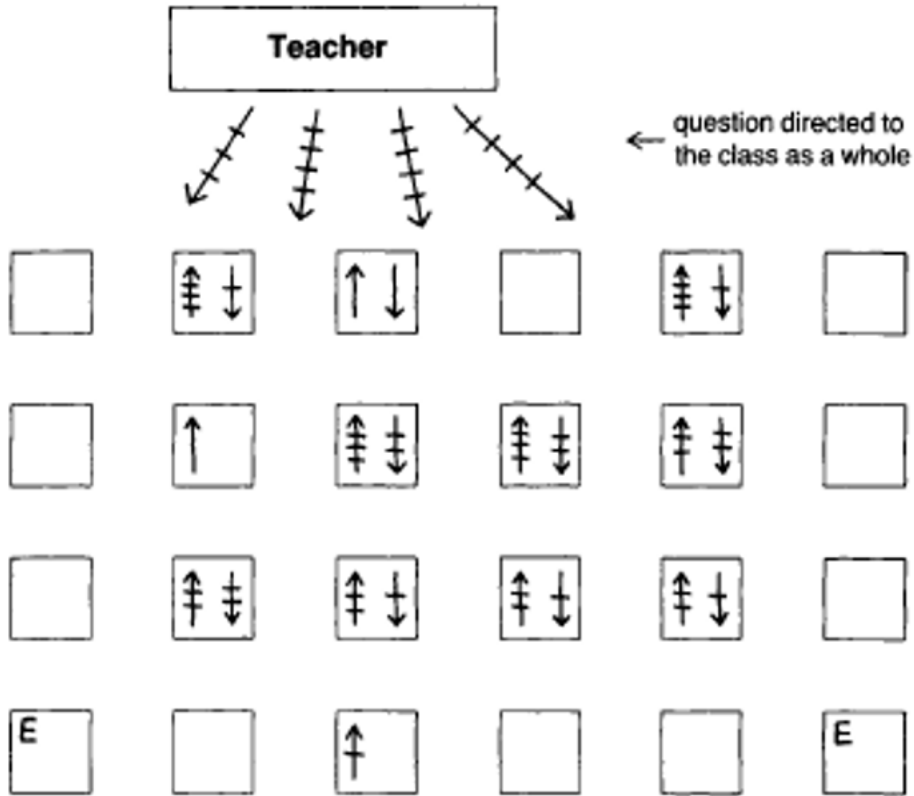 Teacher
question directed to
the class as a whole
E
E